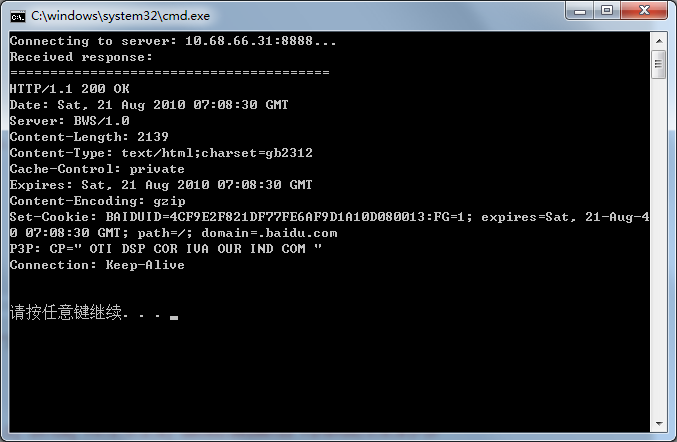 C:\windows\system32\cmd.exe
Connecting to server: 10.68.66.31:8888...
Received response:
========================================
HTTP/1.1 200 OK
Date: Sat, 21 Aug 2010 07:08:30 GMT
Server: BWS/1.0
Content-Length: 2139
Content-Type: text/html;charset=gb2312
Cache-Control: private
Expires: Sat, 21 Aug 2010 07:08:30 GMT
Content-Encoding: gzip
Set-Cookie: BAIDUID=4CF9E2F821DF77FE6AF9D1A10D080013:FG=1; expires=Sat, 21-Aug-4
0 07:08:30 GMT; path=/; domain=.baidu.com
P3P: CP=" OTI DSP COR IVA OUR IND COM "
Connection: Keep-Alive
请按任意键继续. . .